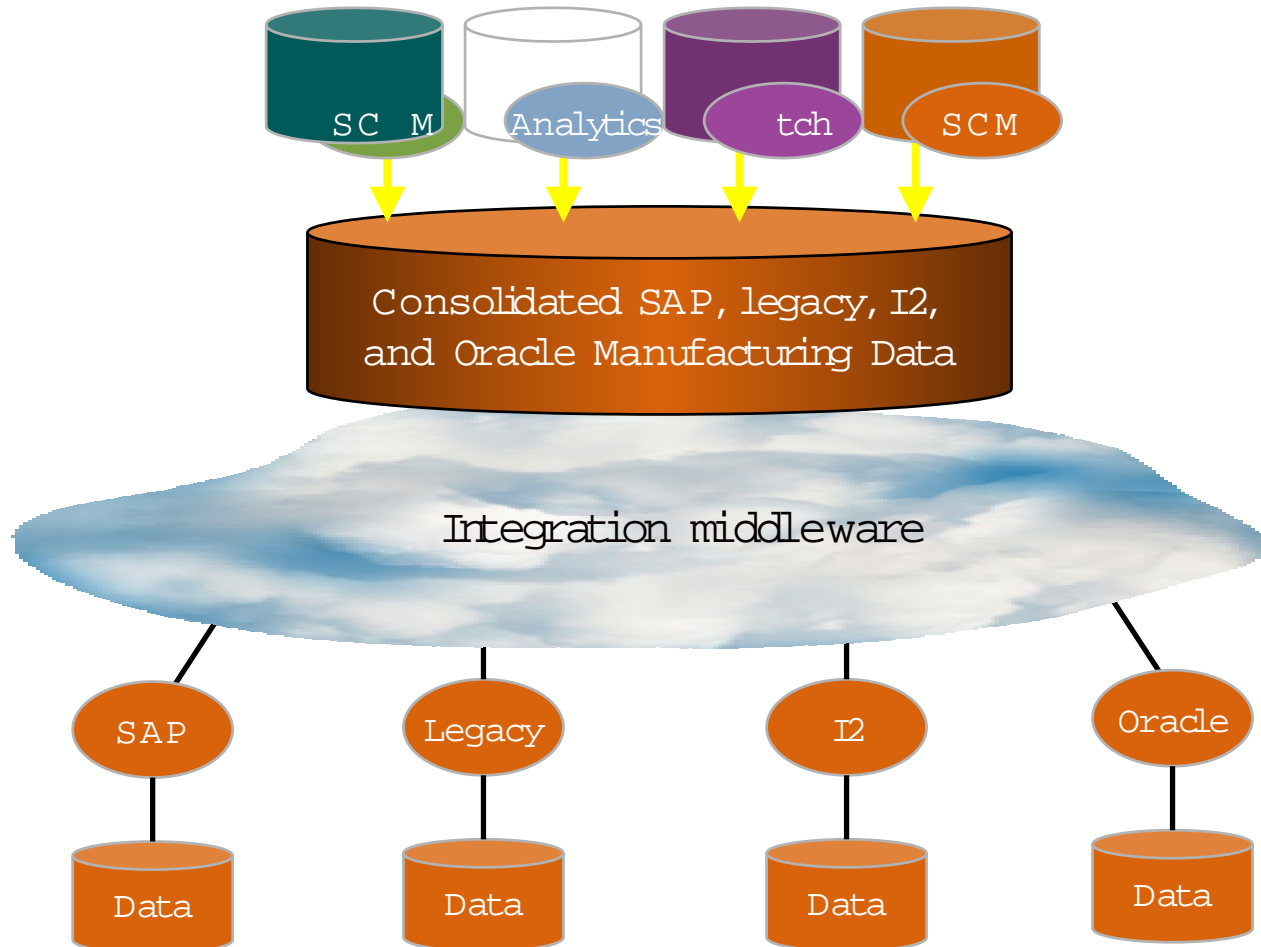 SC M
Analytics
tch
SCM
Consolidated SAP, legacy, I2,
and Oracle Manufacturing Data
Integration middleware
SAP
Legacy
I2
Oracle
Data
Data
Data
Data